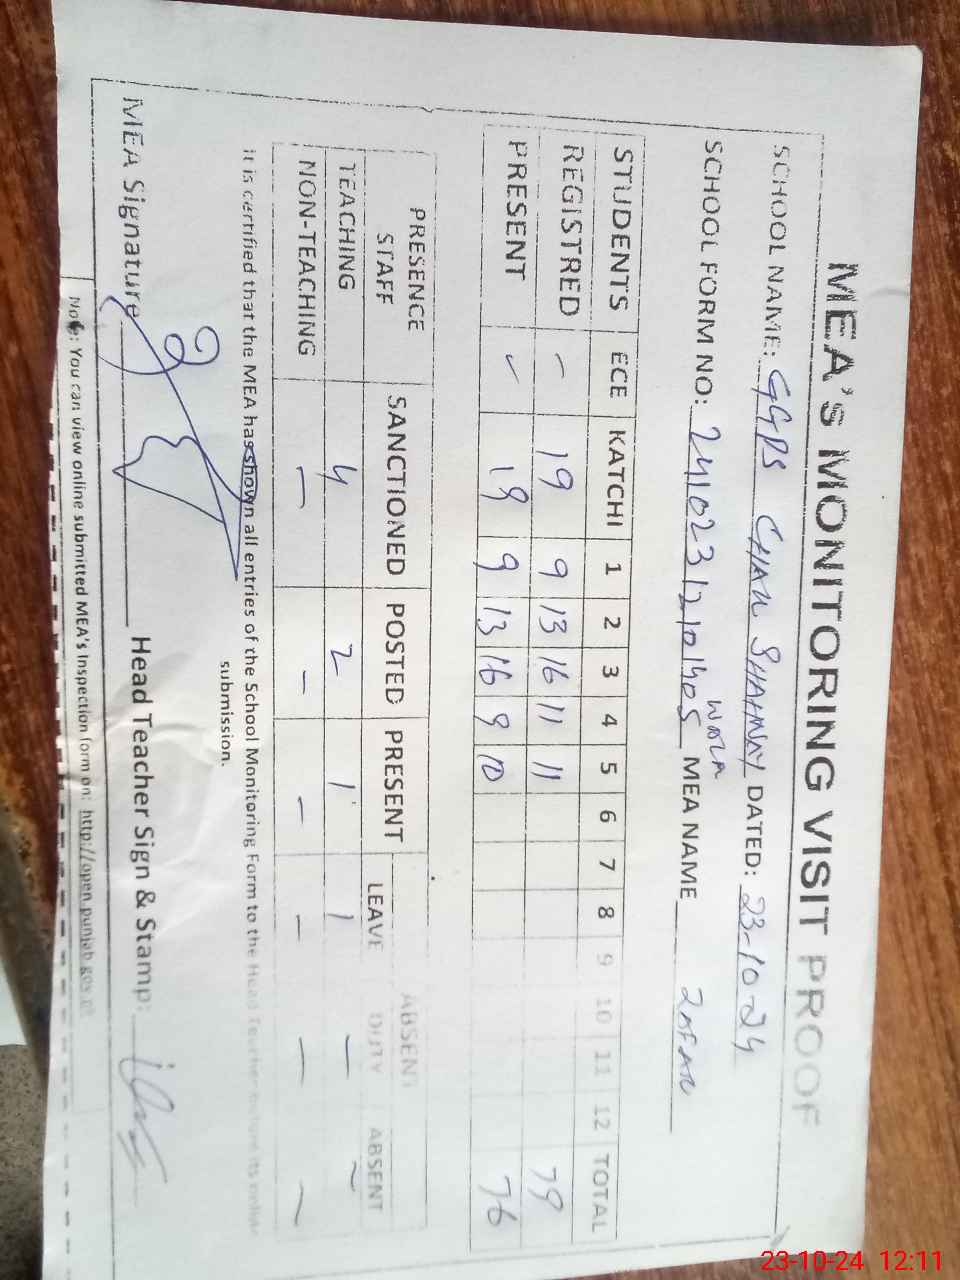 MEA'S MONITORING VISIT PROOF
SCHOOL NAME: GGPS CHAH SHAHNAY WALA DATED: 23-10-24
SCHOOL FORM NO: MEA NAME
STUDENTS ECE KATCHI 1 2 3 4 5 6 7 8 9 10 11 12 TOTAL
REGISTRED - 19 9 13 16 11 11 79
PRESENT - 19 9 13 16 9 10 76
PRESENCE STAFF SANCTIONED POSTED PRESENT ABSENT
LEAVE DUTY ABSENT
TEACHING 4 2 1 1 - -
NON-TEACHING - - - - - -
it is certified that the MEA has shown all entries of the School Monitoring Form to the Head Teacher before its online
submission.
MEA Signature Head Teacher Sign & Stamp:
Note: You can view online submitted MEA's Inspection form on: http://open.punjab.gov.pk
23-10-24 12:11